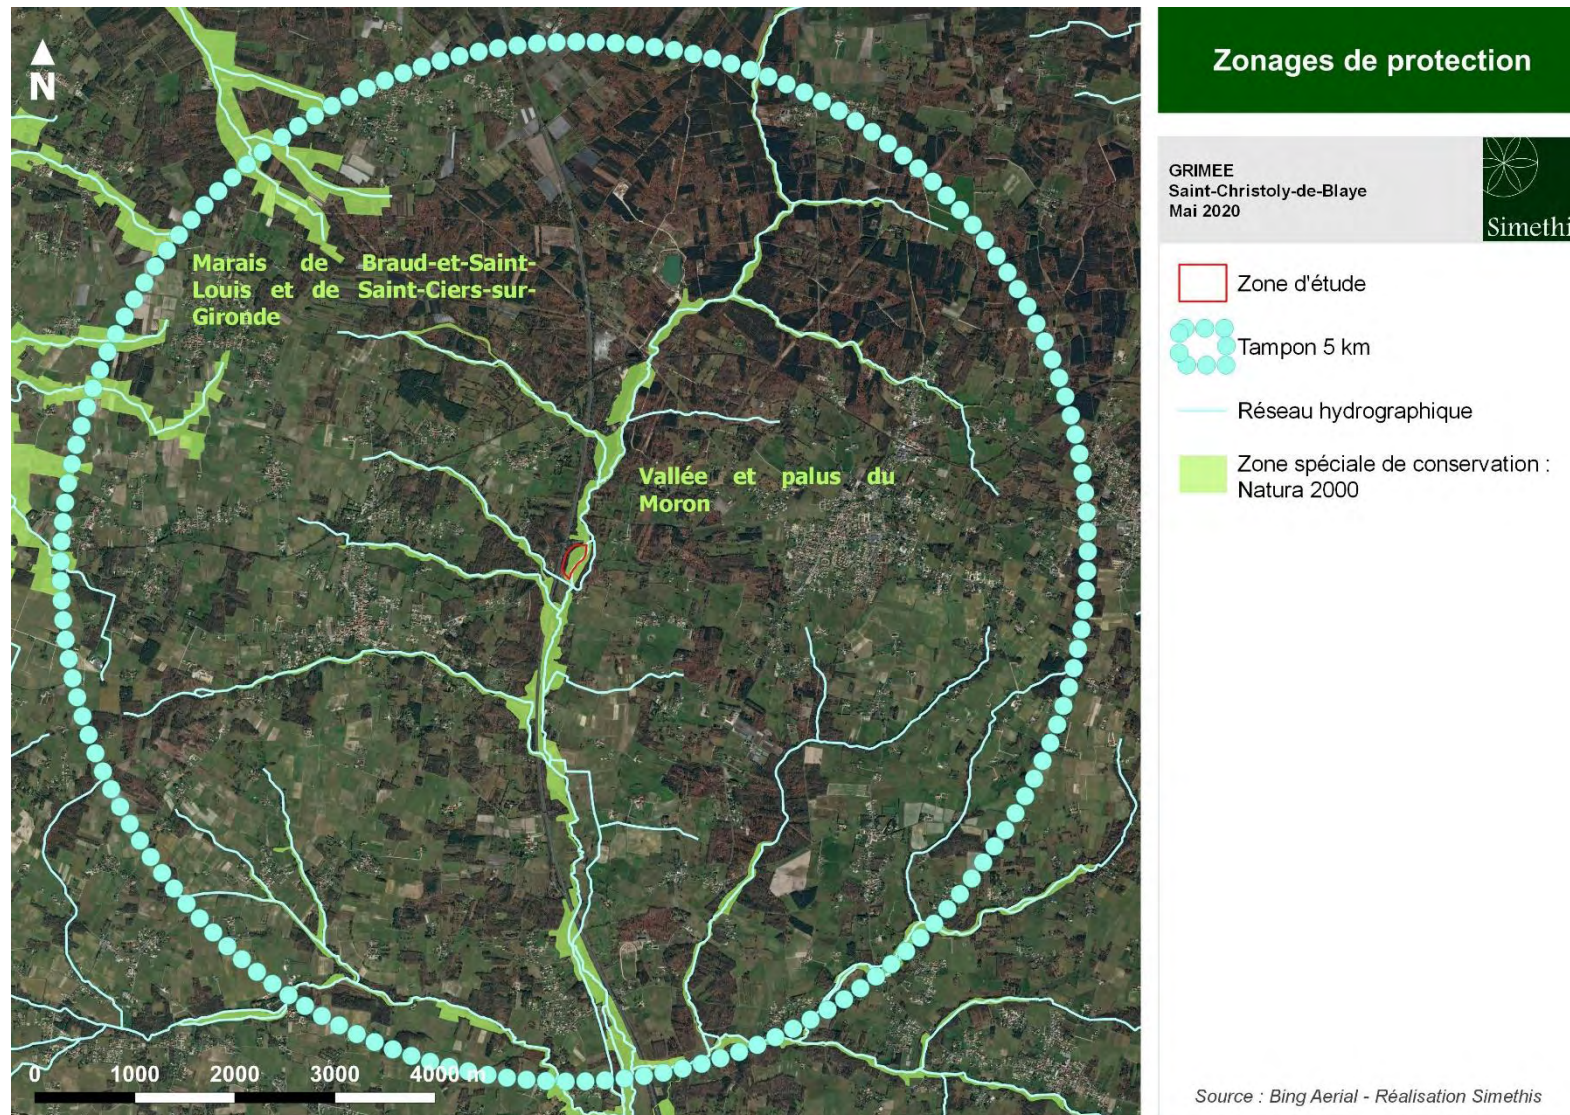 N
Marais de Braud-et-Saint-
Louis et de Saint-Ciers-sur-
Gironde
Vallée et palus du
Moron
0 1000 2000 3000 4000 m
Zonages de protection
GRIMEE
Saint-Christoly-de-Blaye
Mai 2020
Simethi
Zone d'étude
Tampon 5 km
Réseau hydrographique
Zone spéciale de conservation :
Natura 2000
Source : Bing Aerial - Réalisation Simethis